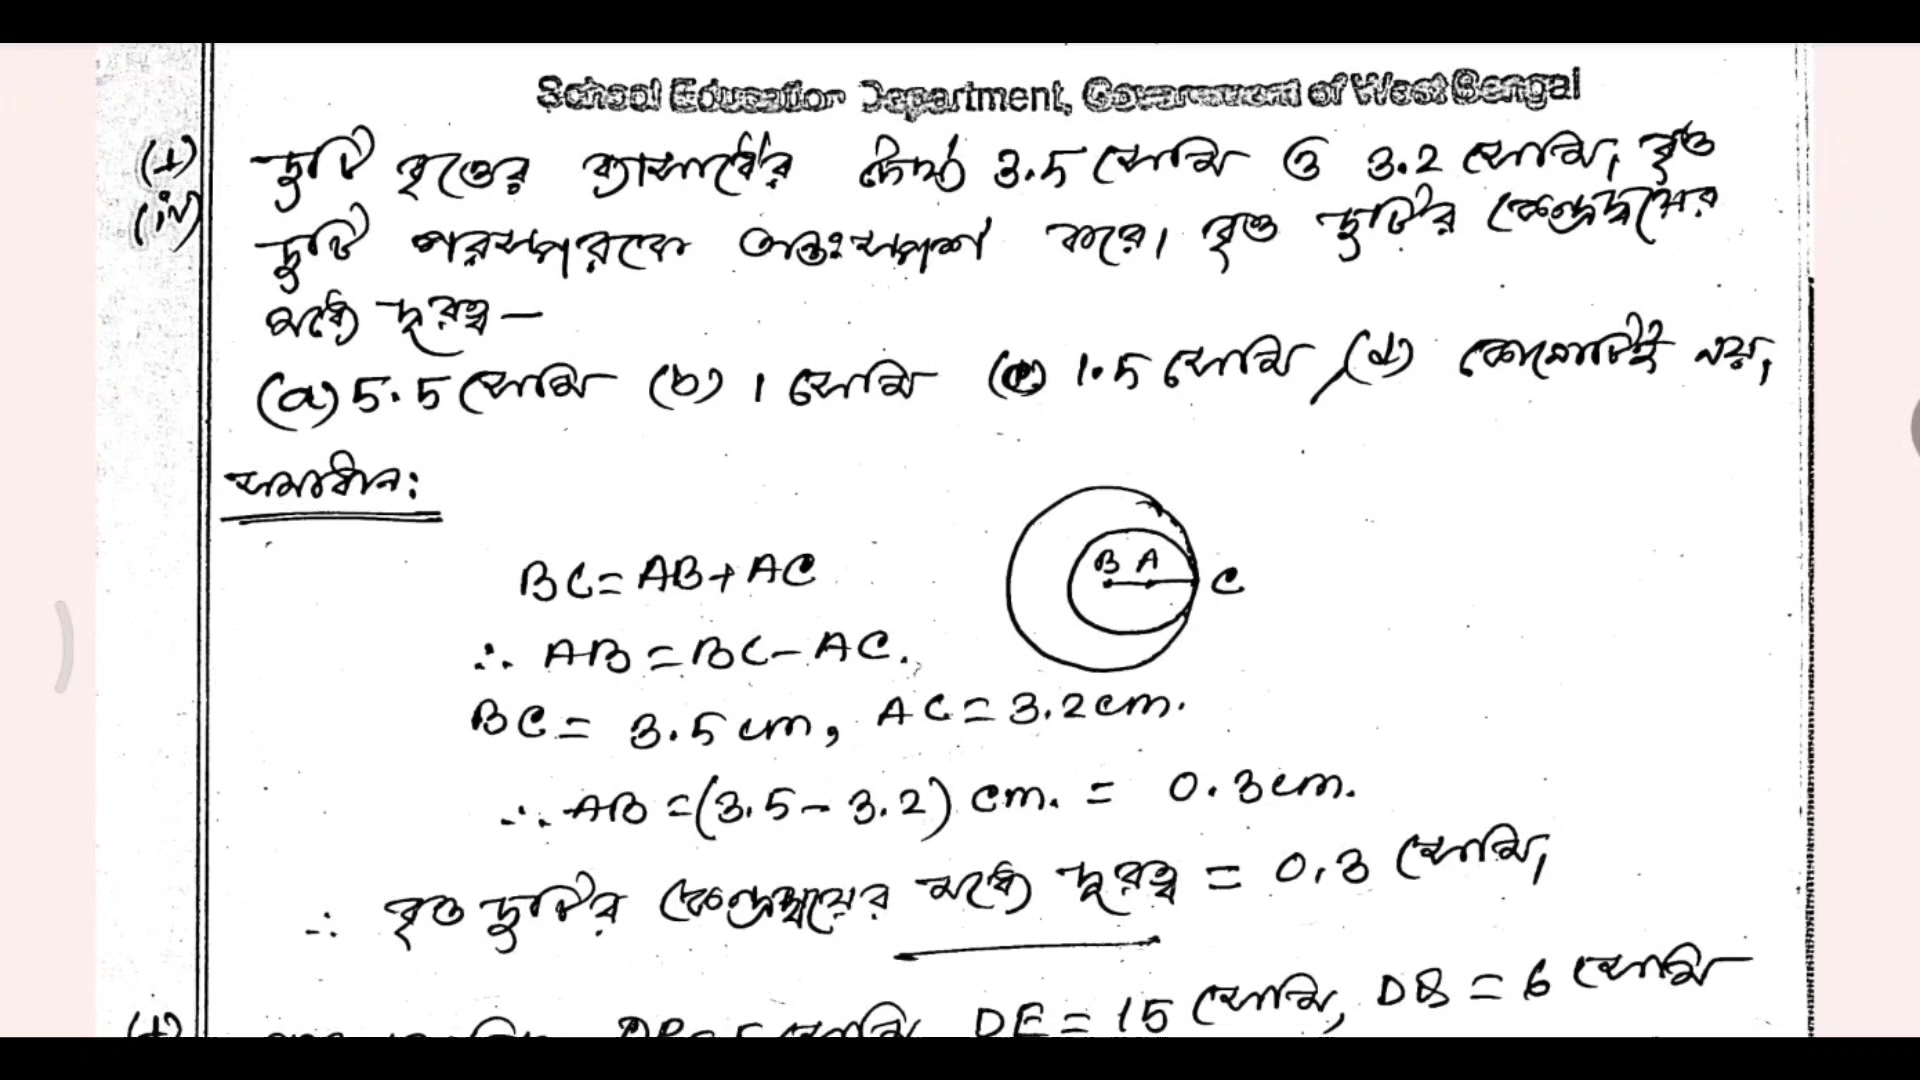 School Education Department, Government of West Bengal
(1) দুটি বৃত্তের ব্যাসার্ধের দৈর্ঘ্য 3.5 সেমি ও 3.2 সেমি। বৃত্ত
(iv) দুটি পরস্পরকে অন্তঃস্পর্শ করে। বৃত্ত দুটির কেন্দ্রদ্বয়ের
মধ্যে দূরত্ব —
(a) 5.5 সেমি (b) 1 সেমি (c) 1.5 সেমি (d) কোনোটিই নয়।
সমাধান:
B A C
BC = AB + AC
∴ AB = BC - AC.
BC = 3.5 cm, AC = 3.2 cm.
∴ AB = (3.5 - 3.2) cm. = 0.3 cm.
∴ বৃত্ত দুটির কেন্দ্রদ্বয়ের মধ্যে দূরত্ব = 0.3 সেমি।
DE = 15 সেমি, DB = 6 সেমি